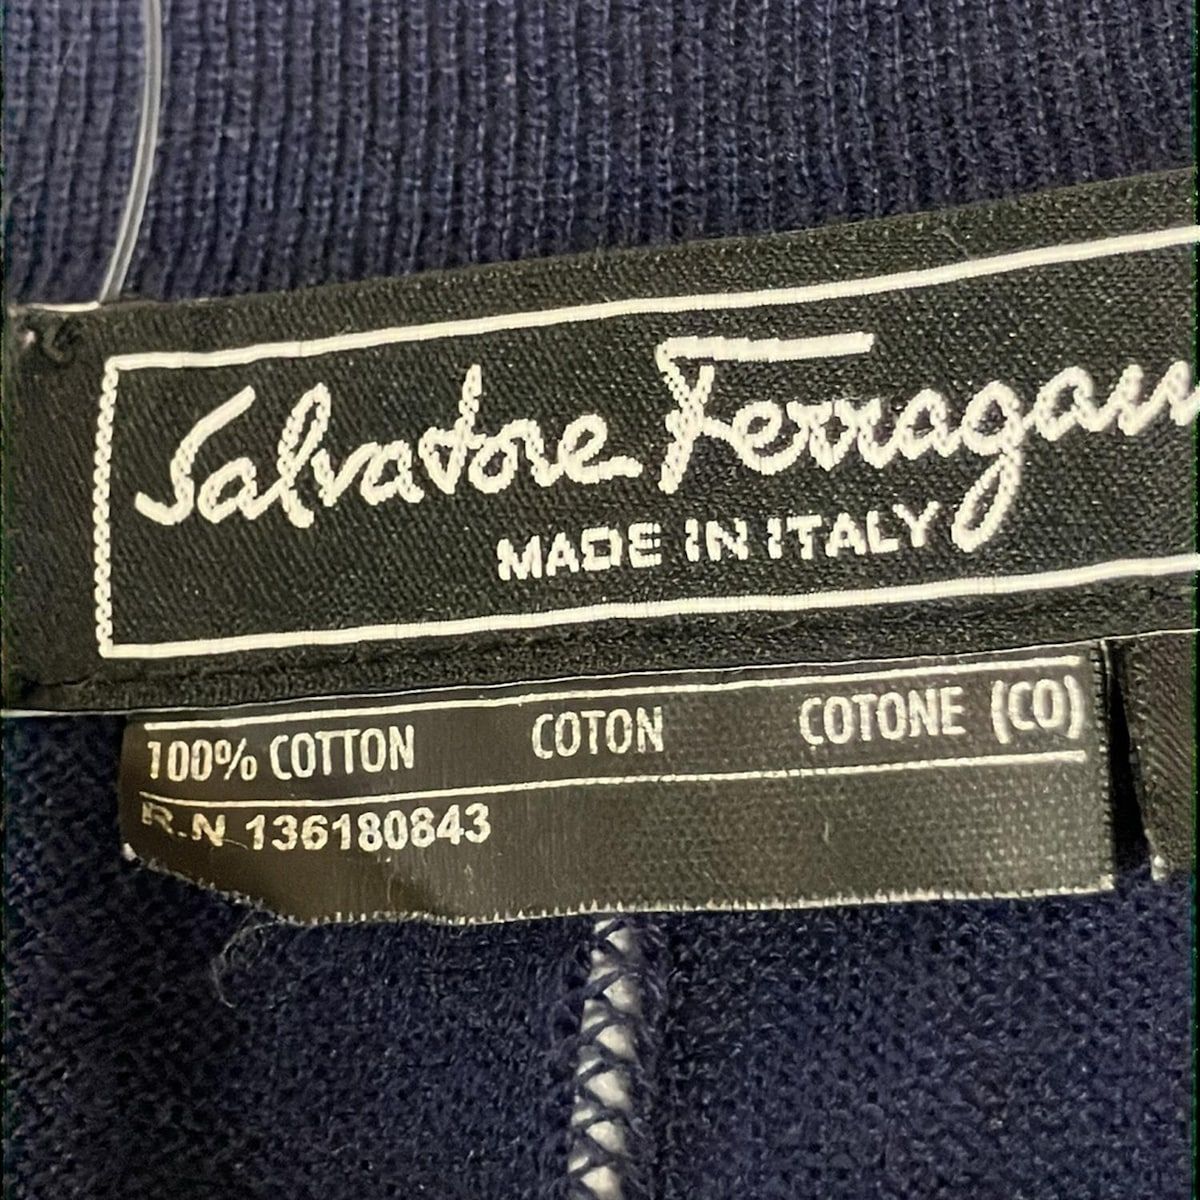 Salvatore Ferragam
MADE IN ITALY
100% COTTON COTON COTONE (CO)
R.N 136180843